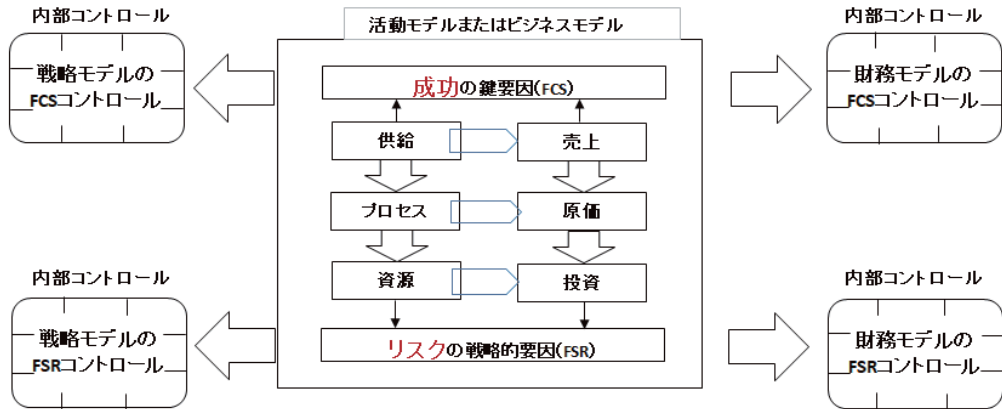 内部コントロール
戦略モデルの
FCSコントロール
活動モデルまたはビジネスモデル
成功の鍵要因(FCS)
供給
売上
プロセス
原価
資源
投資
リスクの戦略的要因(FSR)
内部コントロール
財務モデルの
FCSコントロール
内部コントロール
戦略モデルの
FSRコントロール
内部コントロール
財務モデルの
FSRコントロール